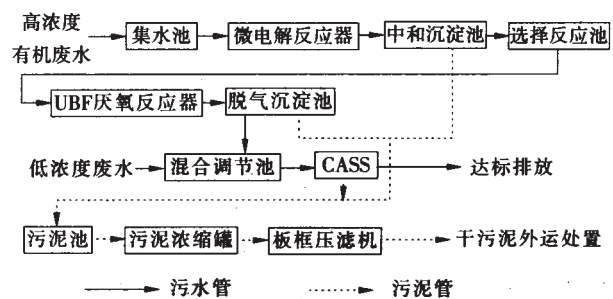 高浓度
有机废水
集水池
微电解反应器
中和沉淀池
选择反应池
UBF厌氧反应器
脱气沉淀池
低浓度废水
混合调节池
CASS
达标排放
污泥池
污泥浓缩罐
板框压滤机
干污泥外运处置
污水管
污泥管